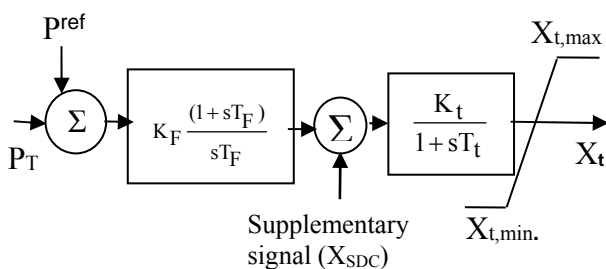 P^ref
X_t,max
Σ
K_F (1+sT_F) / sT_F
Σ
K_t / 1+sT_t
P_T
X_t
Supplementary
signal (X_SDC)
X_t,min.